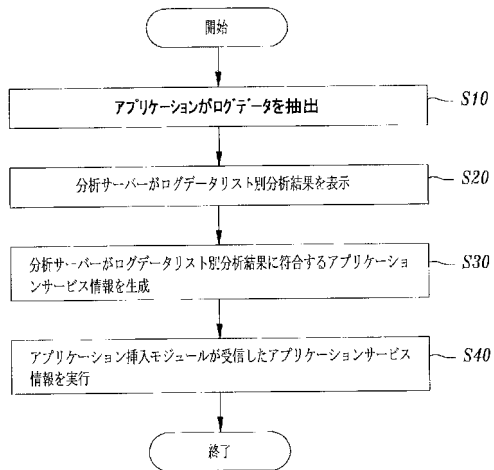 開始
アプリケーションがログデータを抽出
S10
分析サーバーがログデータリスト別分析結果を表示
S20
分析サーバーがログデータリスト別分析結果に符合するアプリケーショ
ンサービス情報を生成
S30
アプリケーション挿入モジュールが受信したアプリケーションサービス
情報を実行
S40
終了